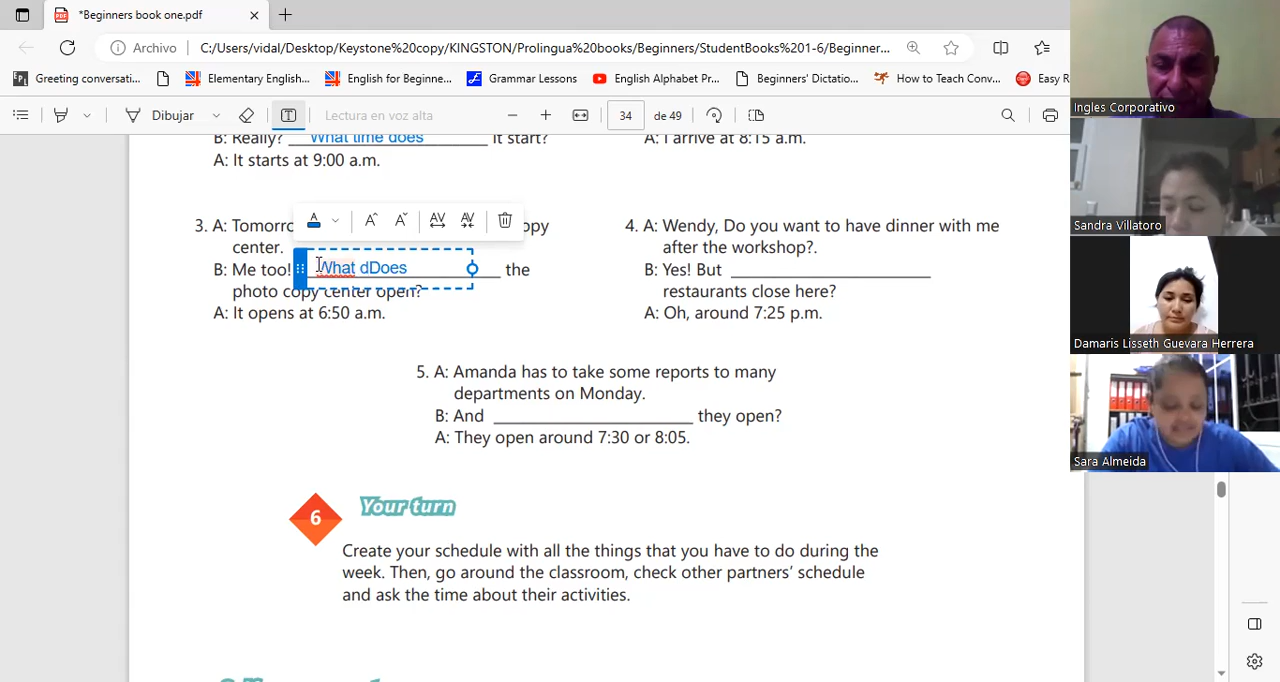 *Beginners book one.pdf
Archivo
C:/Users/vidal/Desktop/Keystone%20copy/KINGSTON/Prolingua%20books/Beginners/StudentBooks%201-6/Beginner...
Greeting conversati...
Elementary English...
English for Beginne...
Grammar Lessons
English Alphabet Pr...
Beginners' Dictatio...
How to Teach Conv...
Easy R
Dibujar
Lectura en voz alta
34
de 49
B: Really? What time does it start?
A: It starts at 9:00 a.m.
A: I arrive at 8:15 a.m.
3. A: Tomorro opy
center.
B: Me too! What dDoes the
photo copy center open?
A: It opens at 6:50 a.m.
4. A: Wendy, Do you want to have dinner with me
after the workshop?.
B: Yes! But
restaurants close here?
A: Oh, around 7:25 p.m.
5. A: Amanda has to take some reports to many
departments on Monday.
B: And they open?
A: They open around 7:30 or 8:05.
6
Your turn
Create your schedule with all the things that you have to do during the
week. Then, go around the classroom, check other partners' schedule
and ask the time about their activities.
Ingles Corporativo
Sandra Villatoro
Damaris Lisseth Guevara Herrera
Sara Almeida